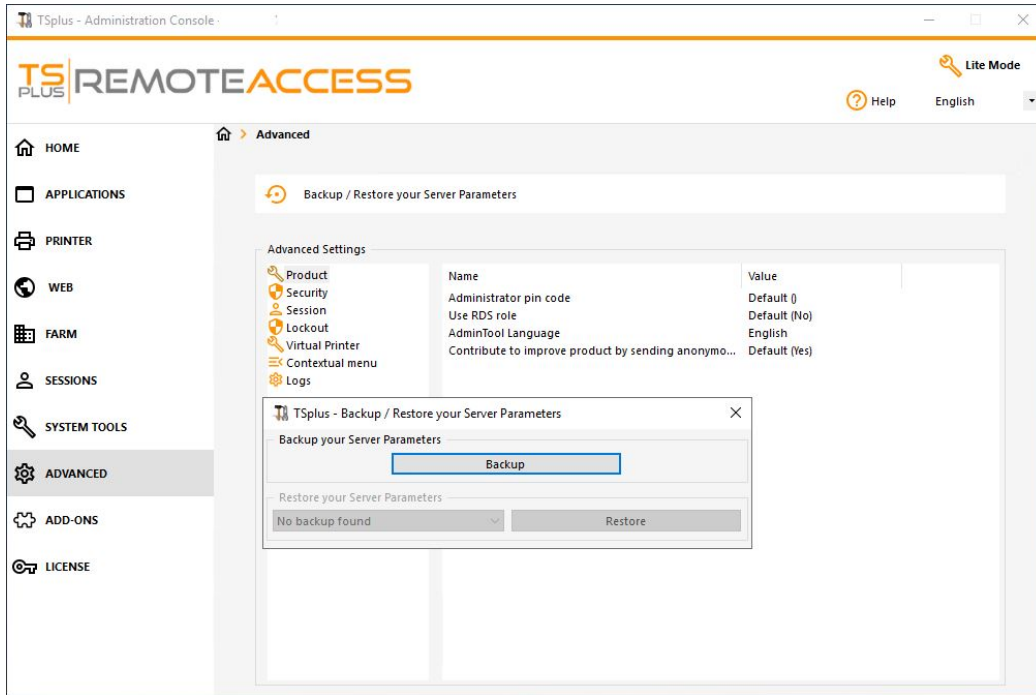 TSplus - Administration Console -
TS PLUS REMOTEACCESS
Lite Mode
Help English
HOME
APPLICATIONS
PRINTER
WEB
FARM
SESSIONS
SYSTEM TOOLS
ADVANCED
ADD-ONS
LICENSE
Advanced
Backup / Restore your Server Parameters
Advanced Settings
Product
Security
Session
Lockout
Virtual Printer
Contextual menu
Logs
Name Value
Administrator pin code Default ()
Use RDS role Default (No)
AdminTool Language English
Contribute to improve product by sending anonymo... Default (Yes)
TSplus - Backup / Restore your Server Parameters
Backup your Server Parameters
Backup
Restore your Server Parameters
No backup found Restore